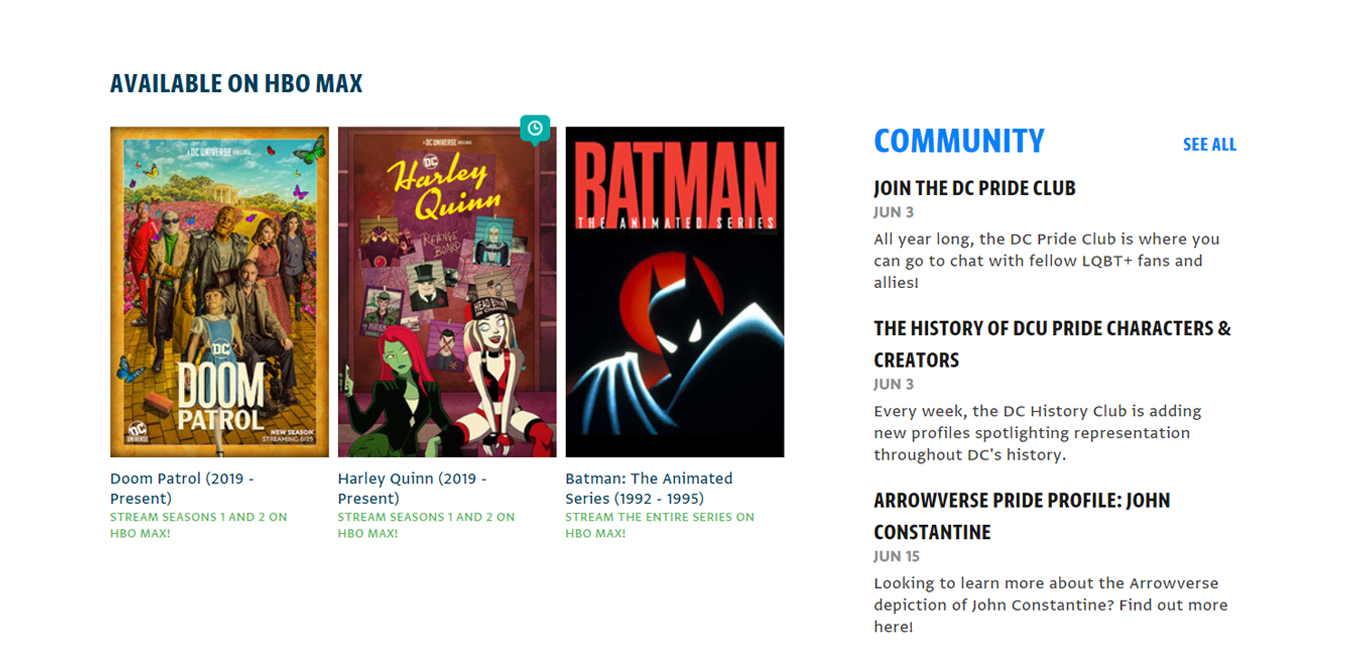 AVAILABLE ON HBO MAX
A DC UNIVERSE ORIGINAL
DC
DOOM
PATROL
NEW SEASON
STREAMING 6/25
DC
UNIVERSE
A DC UNIVERSE ORIGINAL
DC
Harley
Quinn
REVENGE
BOARD
BATMAN
THE ANIMATED SERIES
Doom Patrol (2019 -
Present)
STREAM SEASONS 1 AND 2 ON
HBO MAX!
Harley Quinn (2019 -
Present)
STREAM SEASONS 1 AND 2 ON
HBO MAX!
Batman: The Animated
Series (1992 - 1995)
STREAM THE ENTIRE SERIES ON
HBO MAX!
COMMUNITY
SEE ALL
JOIN THE DC PRIDE CLUB
JUN 3
All year long, the DC Pride Club is where you
can go to chat with fellow LQBT+ fans and
allies!
THE HISTORY OF DCU PRIDE CHARACTERS &
CREATORS
JUN 3
Every week, the DC History Club is adding
new profiles spotlighting representation
throughout DC's history.
ARROWVERSE PRIDE PROFILE: JOHN
CONSTANTINE
JUN 15
Looking to learn more about the Arrowverse
depiction of John Constantine? Find out more
here!